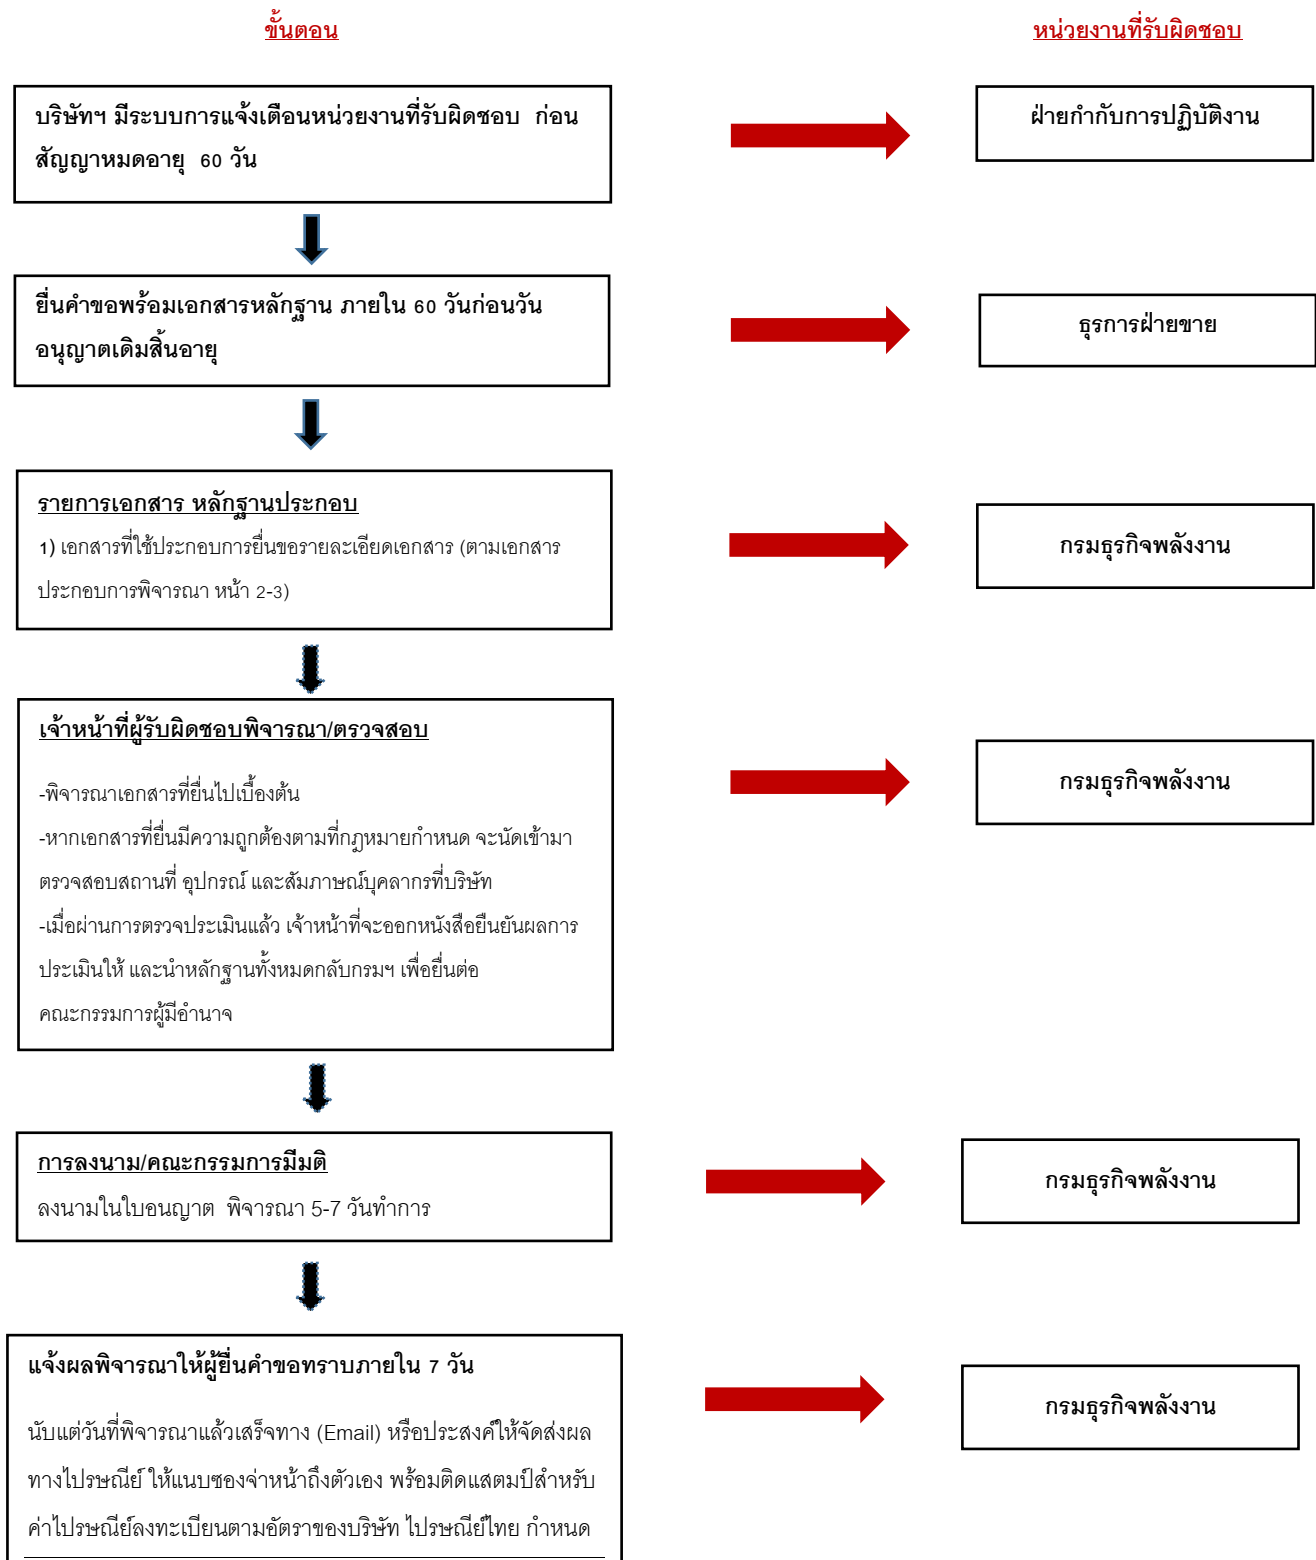 ขั้นตอน
หน่วยงานที่รับผิดชอบ
บริษัทฯ มีระบบการแจ้งเตือนหน่วยงานที่รับผิดชอบ ก่อน
สัญญาหมดอายุ 60 วัน
ฝ่ายกำกับการปฏิบัติงาน
ยื่นคำขอพร้อมเอกสารหลักฐาน ภายใน 60 วันก่อนวัน
อนุญาตเดิมสิ้นอายุ
ธุรการฝ่ายขาย
รายการเอกสาร หลักฐานประกอบ
1) เอกสารที่ใช้ประกอบการยื่นขอรายละเอียดเอกสาร (ตามเอกสาร
ประกอบการพิจารณา หน้า 2-3)
กรมธุรกิจพลังงาน
เจ้าหน้าที่ผู้รับผิดชอบพิจารณา/ตรวจสอบ
-พิจารณาเอกสารที่ยื่นไปเบื้องต้น
-หากเอกสารที่ยื่นมีความถูกต้องตามที่กฎหมายกำหนด จะนัดเข้ามา
ตรวจสอบสถานที่ อุปกรณ์ และสัมภาษณ์บุคลากรที่บริษัท
-เมื่อผ่านการตรวจประเมินแล้ว เจ้าหน้าที่จะออกหนังสือยืนยันผลการ
ประเมินให้ และนำหลักฐานทั้งหมดกลับกรมฯ เพื่อยื่นต่อ
คณะกรรมการผู้มีอำนาจ
กรมธุรกิจพลังงาน
การลงนาม/คณะกรรมการมีมติ
ลงนามในใบอนญาต พิจารณา 5-7 วันทำการ
กรมธุรกิจพลังงาน
แจ้งผลพิจารณาให้ผู้ยื่นคำขอทราบภายใน 7 วัน
นับแต่วันที่พิจารณาแล้วเสร็จทาง (Email) หรือประสงค์ให้จัดส่งผล
ทางไปรษณีย์ ให้แนบซองจ่าหน้าถึงตัวเอง พร้อมติดแสตมป์สำหรับ
ค่าไปรษณีย์ลงทะเบียนตามอัตราของบริษัท ไปรษณีย์ไทย กำหนด
กรมธุรกิจพลังงาน